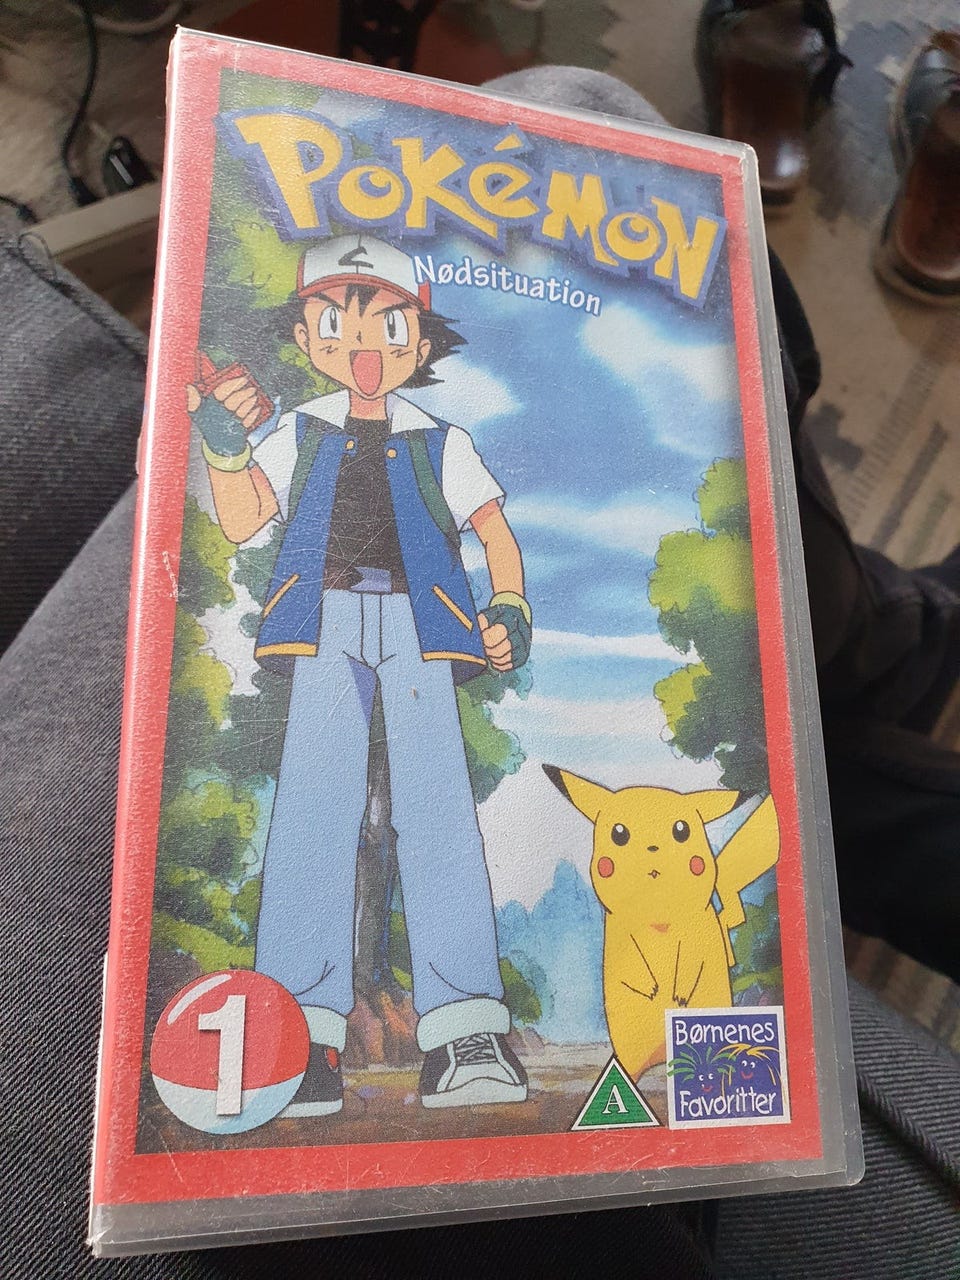 POKéMON
Nødsituation
1
A
Børnenes
Favoritter